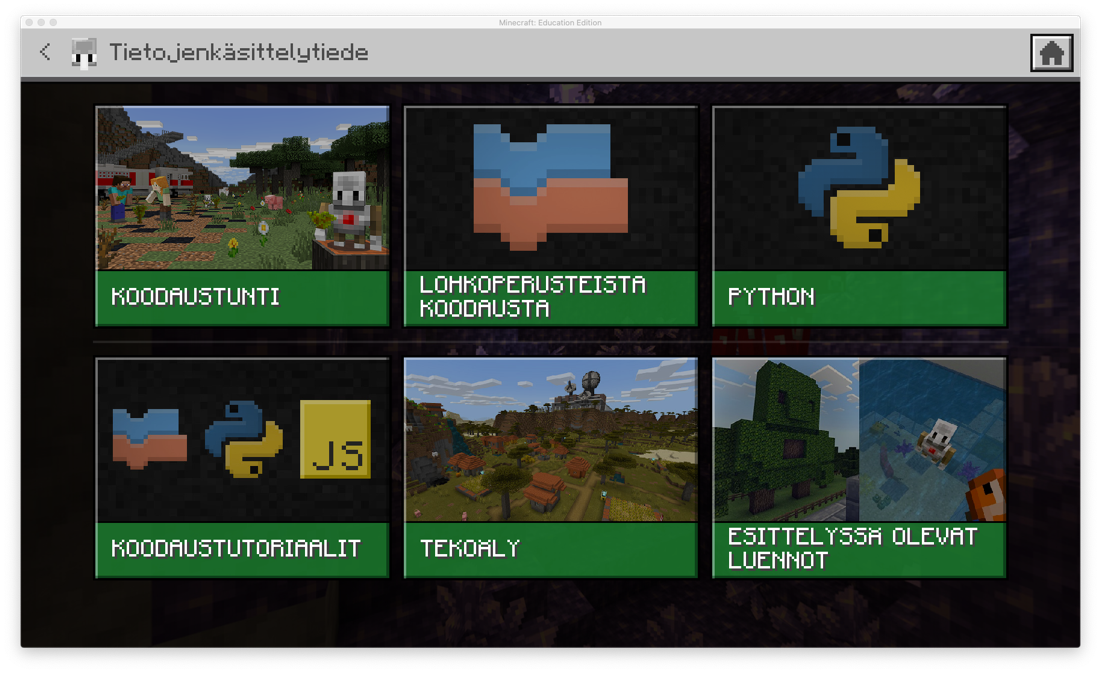 Minecraft: Education Edition
Tietojenkäsittelytiede
KOODAUSTUNTI
LOHKOPERUSTEISTA
KOODAUSTA
PYTHON
JS
KOODAUSTUTORIAALIT
TEKOÄLY
ESITTELYSSÄ OLEVAT
LUENNOT